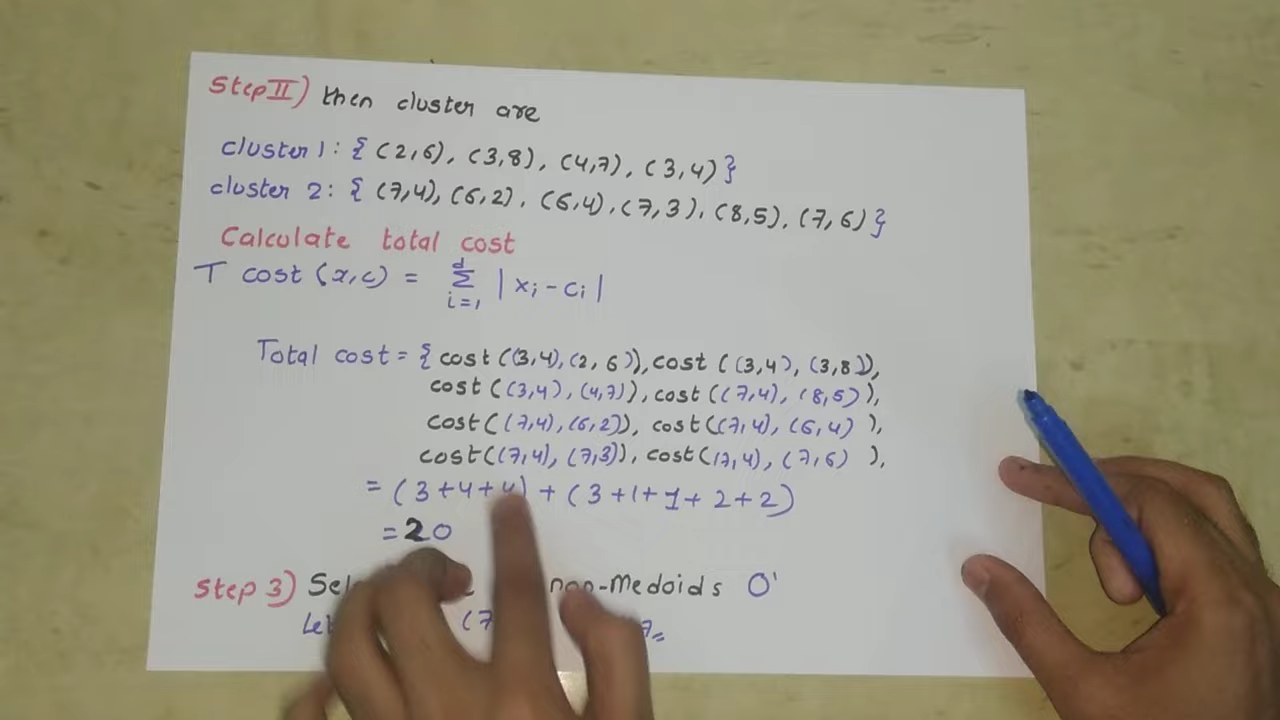 Step II) then cluster are
cluster 1: { (2,6), (3,8), (4,7), (3,4) }
cluster 2: { (7,4), (6,2), (6,4), (7,3), (8,5), (7,6) }
Calculate total cost
T cost (x,c) = d Σ i=1 | xi - ci |
Total cost = { cost ((3,4), (2, 6)), cost ((3,4), (3,8)),
cost ((3,4), (4,7)), cost ((7,4), (8,5)),
cost ((7,4), (6,2)), cost ((7,4), (6,4) ),
cost((7,4), (7,3)), cost (7,4), (7,6) ),
= (3+4+4) + (3+1+1+2+2)
= 20
Step 3) non-Medoids O'
(7